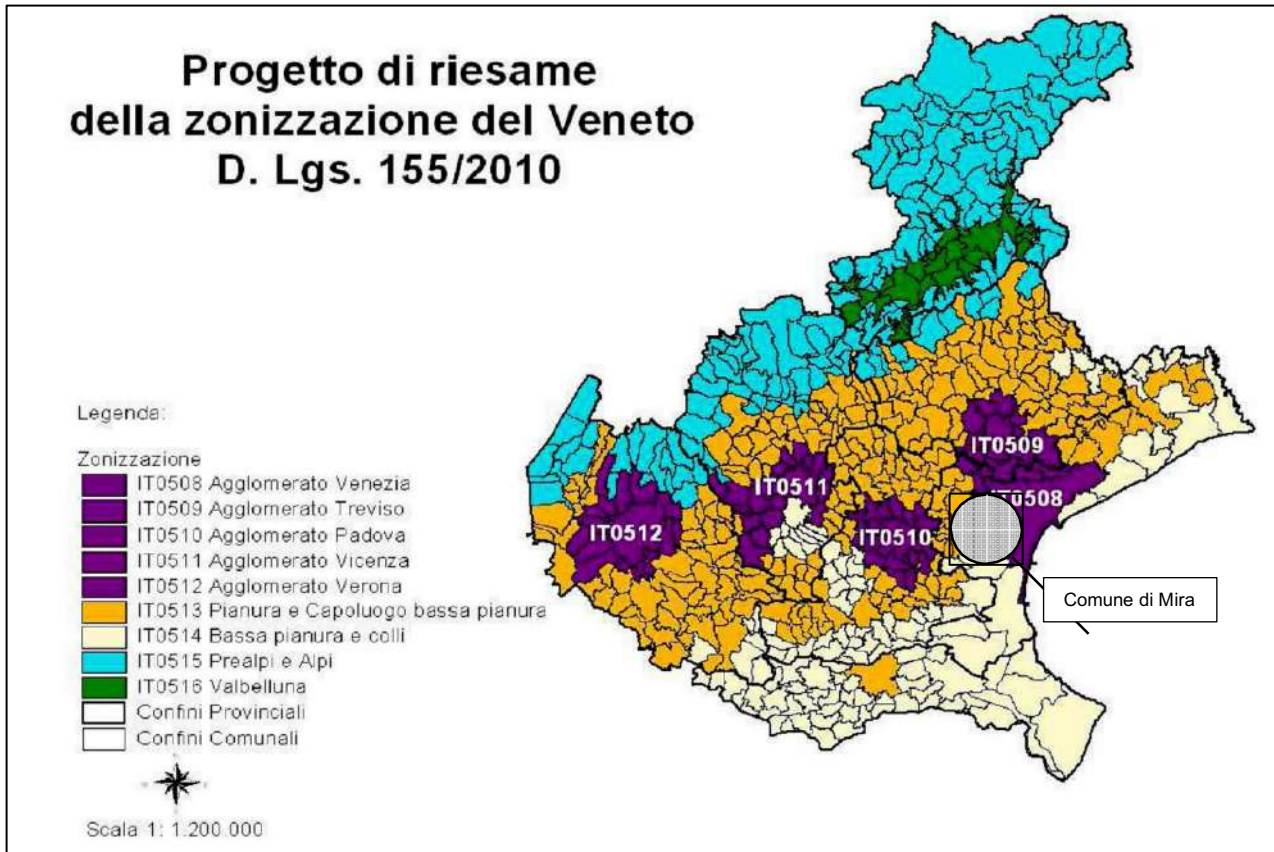 Progetto di riesame
della zonizzazione del Veneto
D. Lgs. 155/2010
IT0509
IT0508
IT0511
IT0510
IT0512
Comune di Mira
Legenda:
Zonizzazione
IT0508 Agglomerato Venezia
IT0509 Agglomerato Treviso
IT0510 Agglomerato Padova
IT0511 Agglomerato Vicenza
IT0512 Agglomerato Verona
IT0513 Pianura e Capoluogo bassa pianura
IT0514 Bassa pianura e colli
IT0515 Prealpi e Alpi
IT0516 Valbelluna
Confini Provinciali
Confini Comunali
Scala 1: 1.200.000